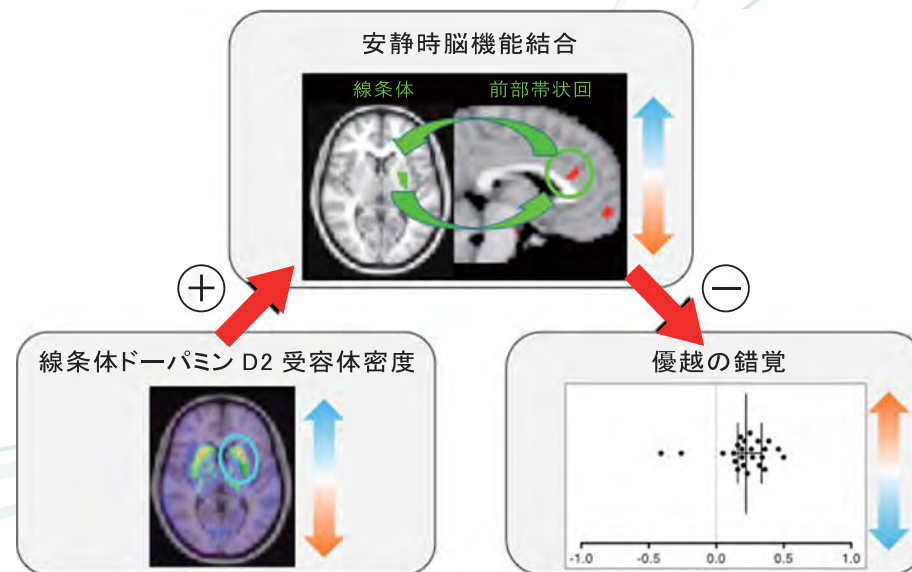 安静時脳機能結合
線条体 前部帯状回
+ −
線条体ドーパミン D2 受容体密度
優越の錯覚
-1.0 -0.5 0.0 0.5 1.0